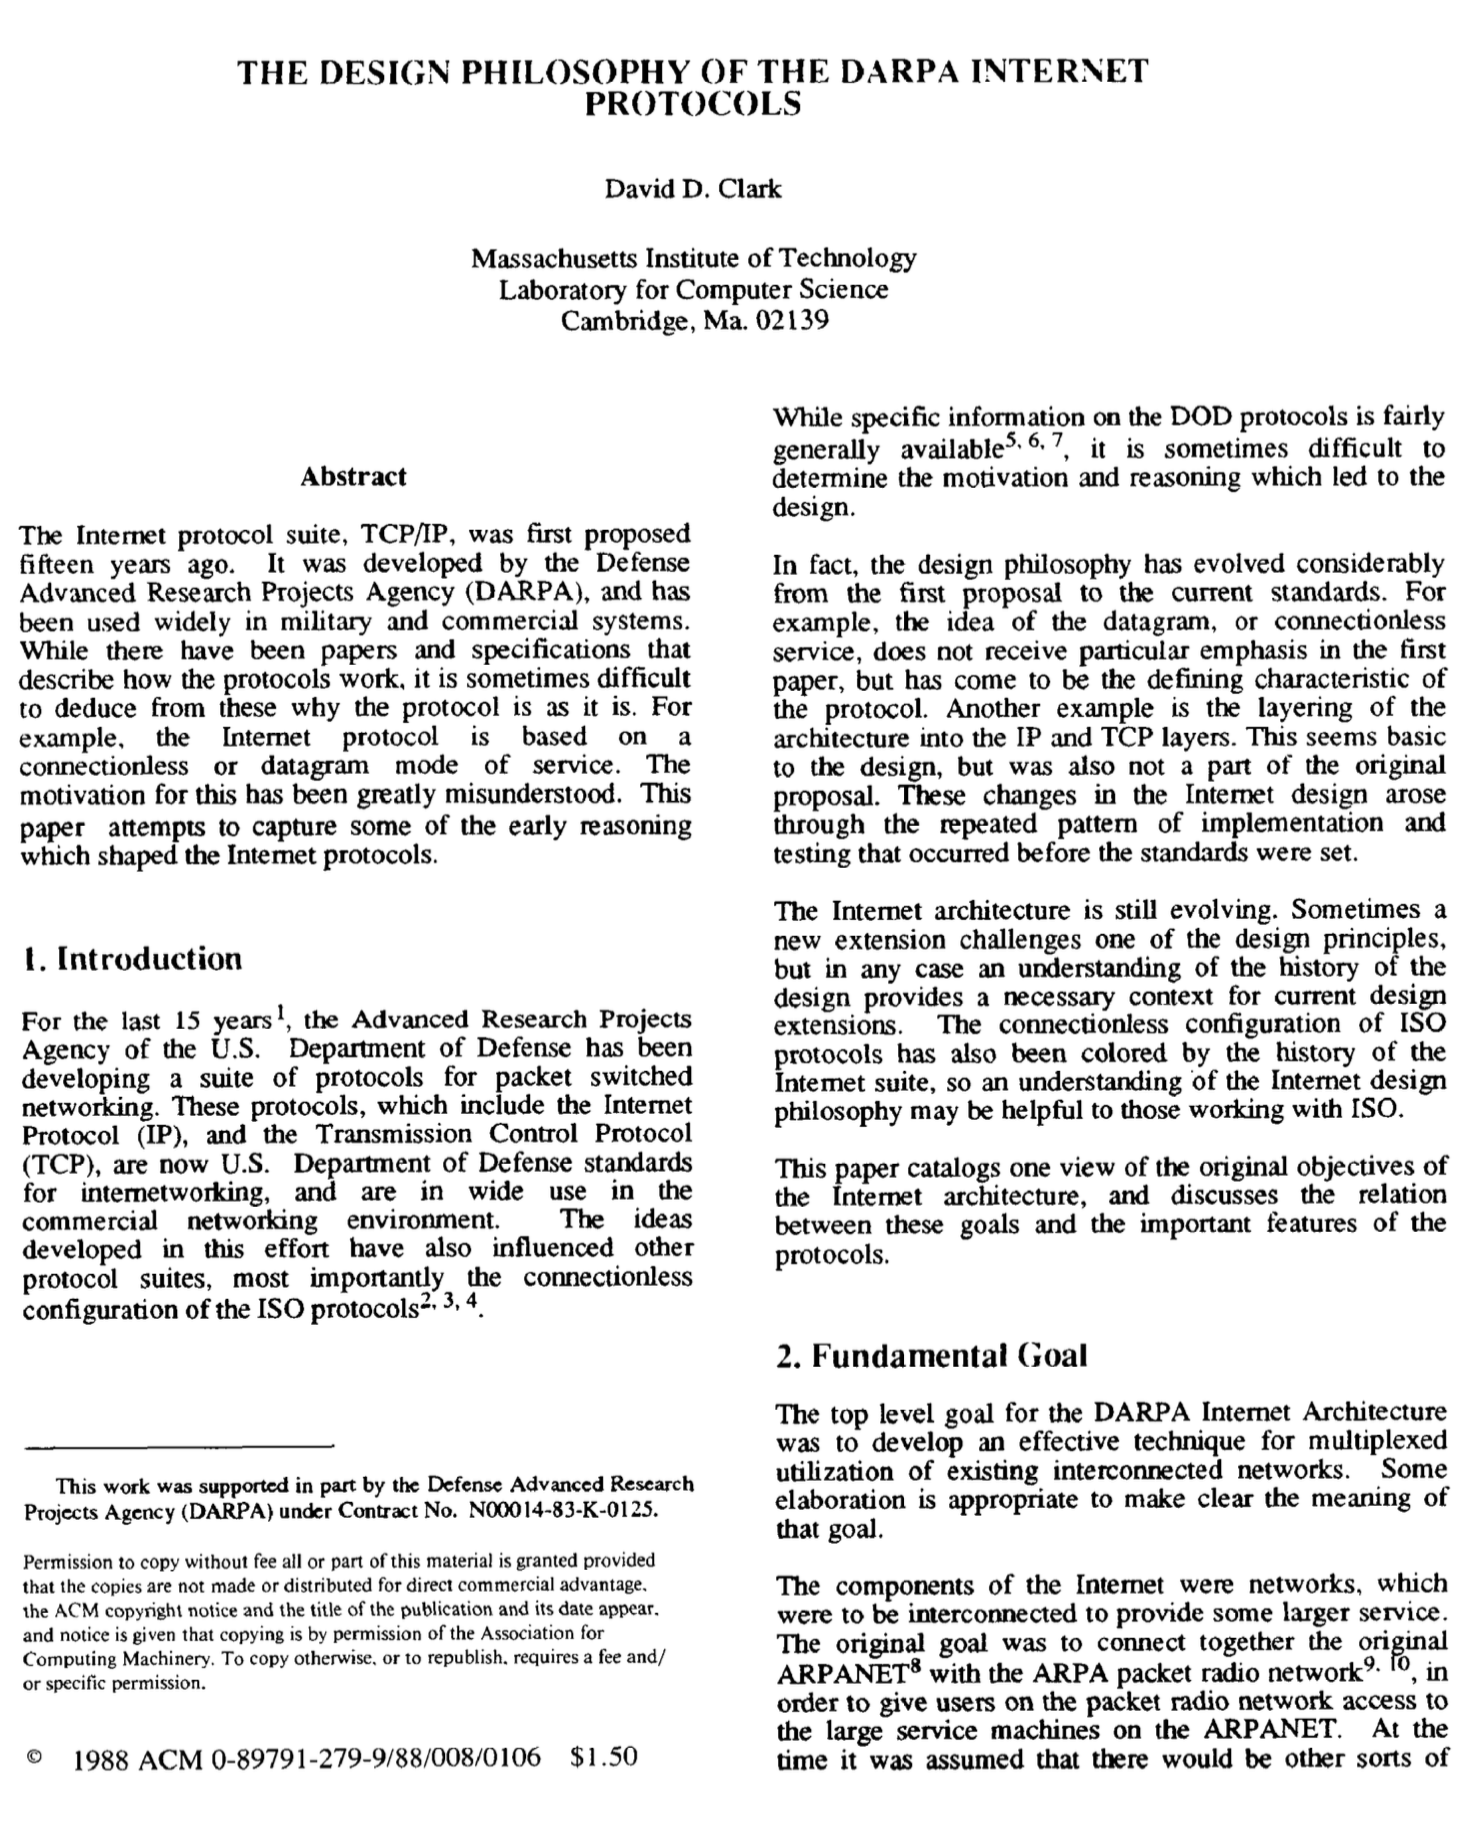 THE DESIGN PHILOSOPHY OF THE DARPA INTERNET
PROTOCOLS
David D. Clark
Massachusetts Institute of Technology
Laboratory for Computer Science
Cambridge, Ma. 02139
Abstract
The Internet protocol suite, TCP/IP, was first proposed
fifteen years ago. It was developed by the Defense
Advanced Research Projects Agency (DARPA), and has
been used widely in military and commercial systems.
While there have been papers and specifications that
describe how the protocols work, it is sometimes difficult
to deduce from these why the protocol is as it is. For
example, the Internet protocol is based on a
connectionless or datagram mode of service. The
motivation for this has been greatly misunderstood. This
paper attempts to capture some of the early reasoning
which shaped the Internet protocols.
1. Introduction
For the last 15 years1, the Advanced Research Projects
Agency of the U.S. Department of Defense has been
developing a suite of protocols for packet switched
networking. These protocols, which include the Internet
Protocol (IP), and the Transmission Control Protocol
(TCP), are now U.S. Department of Defense standards
for internetworking, and are in wide use in the
commercial networking environment. The ideas
developed in this effort have also influenced other
protocol suites, most importantly the connectionless
configuration of the ISO protocols2, 3, 4.
This work was supported in part by the Defense Advanced Research
Projects Agency (DARPA) under Contract No. N00014-83-K-0125.
Permission to copy without fee all or part of this material is granted provided
that the copies are not made or distributed for direct commercial advantage,
the ACM copyright notice and the title of the publication and its date appear,
and notice is given that copying is by permission of the Association for
Computing Machinery. To copy otherwise, or to republish, requires a fee and/
or specific permission.
© 1988 ACM 0-89791-279-9/88/008/0106 $1.50
While specific information on the DOD protocols is fairly
generally available5, 6, 7, it is sometimes difficult to
determine the motivation and reasoning which led to the
design.
In fact, the design philosophy has evolved considerably
from the first proposal to the current standards. For
example, the idea of the datagram, or connectionless
service, does not receive particular emphasis in the first
paper, but has come to be the defining characteristic of
the protocol. Another example is the layering of the
architecture into the IP and TCP layers. This seems basic
to the design, but was also not a part of the original
proposal. These changes in the Internet design arose
through the repeated pattern of implementation and
testing that occurred before the standards were set.
The Internet architecture is still evolving. Sometimes a
new extension challenges one of the design principles,
but in any case an understanding of the history of the
design provides a necessary context for current design
extensions. The connectionless configuration of ISO
protocols has also been colored by the history of the
Internet suite, so an understanding of the Internet design
philosophy may be helpful to those working with ISO.
This paper catalogs one view of the original objectives of
the Internet architecture, and discusses the relation
between these goals and the important features of the
protocols.
2. Fundamental Goal
The top level goal for the DARPA Internet Architecture
was to develop an effective technique for multiplexed
utilization of existing interconnected networks. Some
elaboration is appropriate to make clear the meaning of
that goal.
The components of the Internet were networks, which
were to be interconnected to provide some larger service.
The original goal was to connect together the original
ARPANET8 with the ARPA packet radio network9, 10, in
order to give users on the packet radio network access to
the large service machines on the ARPANET. At the
time it was assumed that there would be other sorts of